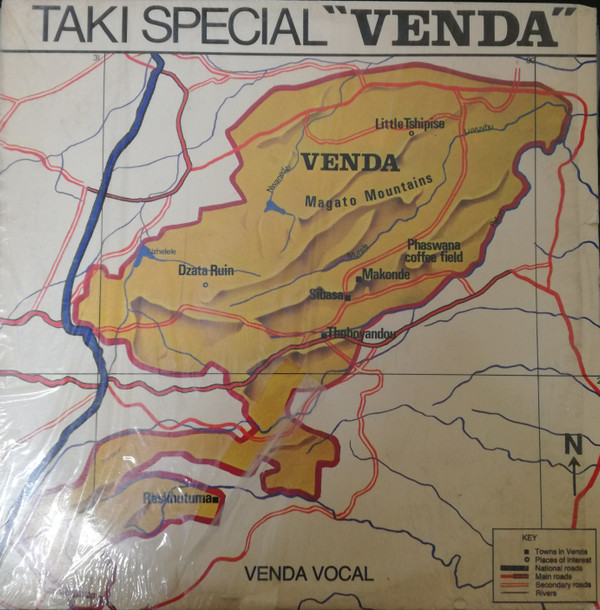 TAKI SPECIAL "VENDA"
Little Tshipise
VENDA
Magato Mountains
Phaswana
coffee field
Dzata Ruin
Makonde
Sibasa
Thohoyandou
VENDA VOCAL
N
KEY
Towns in Venda
Places of Interest
National roads
Main roads
Secondary roads
Rivers